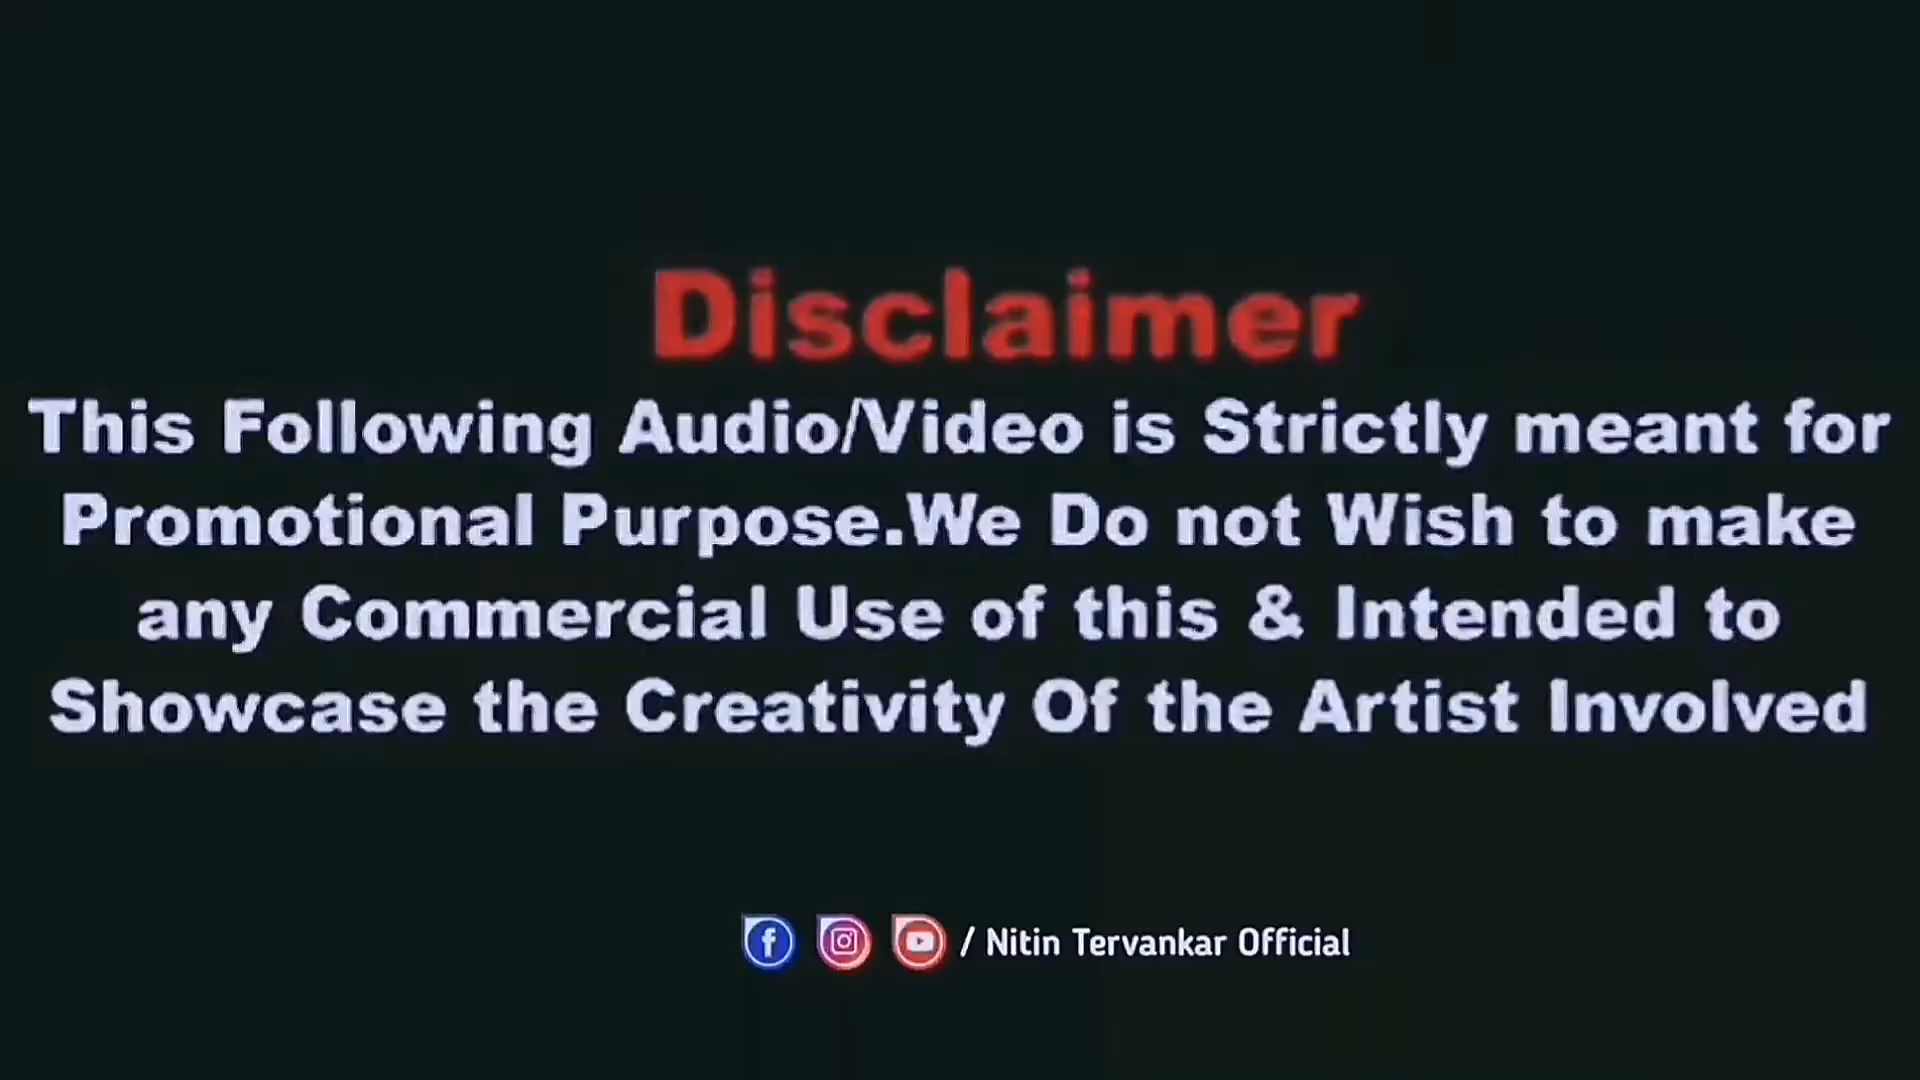 Disclaimer
This Following Audio/Video is Strictly meant for
Promotional Purpose.We Do not Wish to make
any Commercial Use of this & Intended to
Showcase the Creativity Of the Artist Involved
/ Nitin Tervankar Official